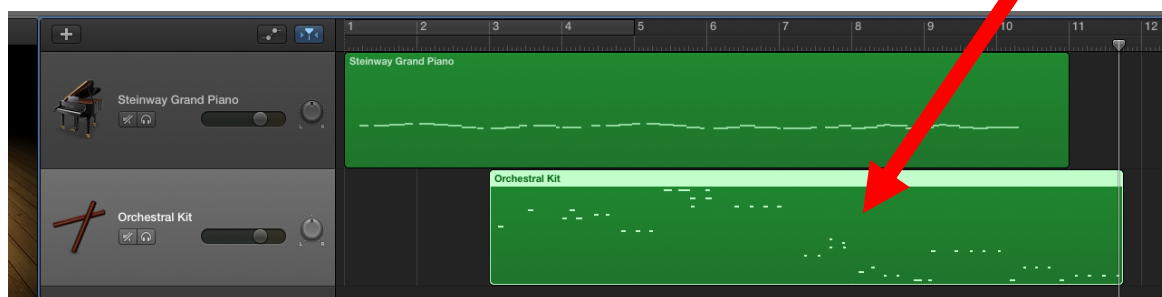 1 2 3 4 5 6 7 8 9 10 11 12
Steinway Grand Piano
Steinway Grand Piano
L R
Orchestral Kit
Orchestral Kit
L R